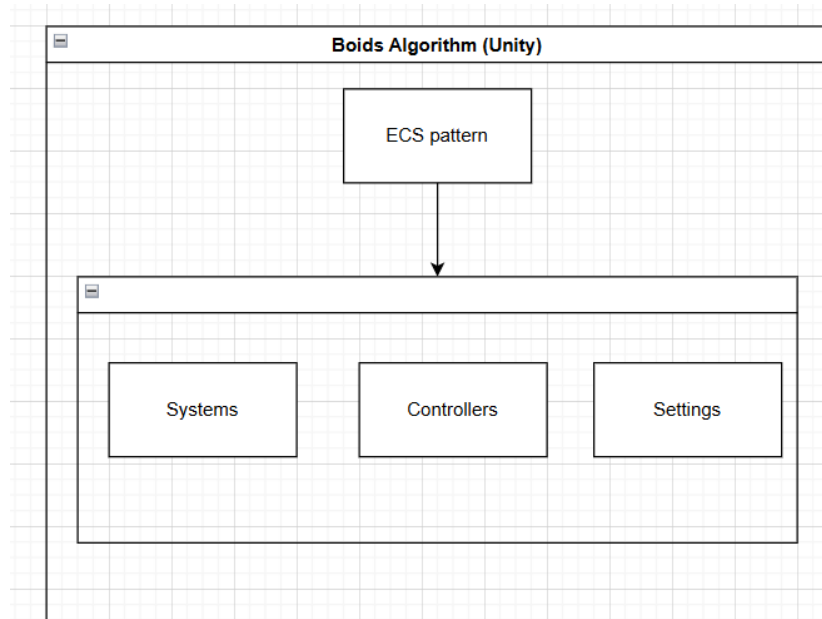 Boids Algorithm (Unity)
ECS pattern
Systems
Controllers
Settings